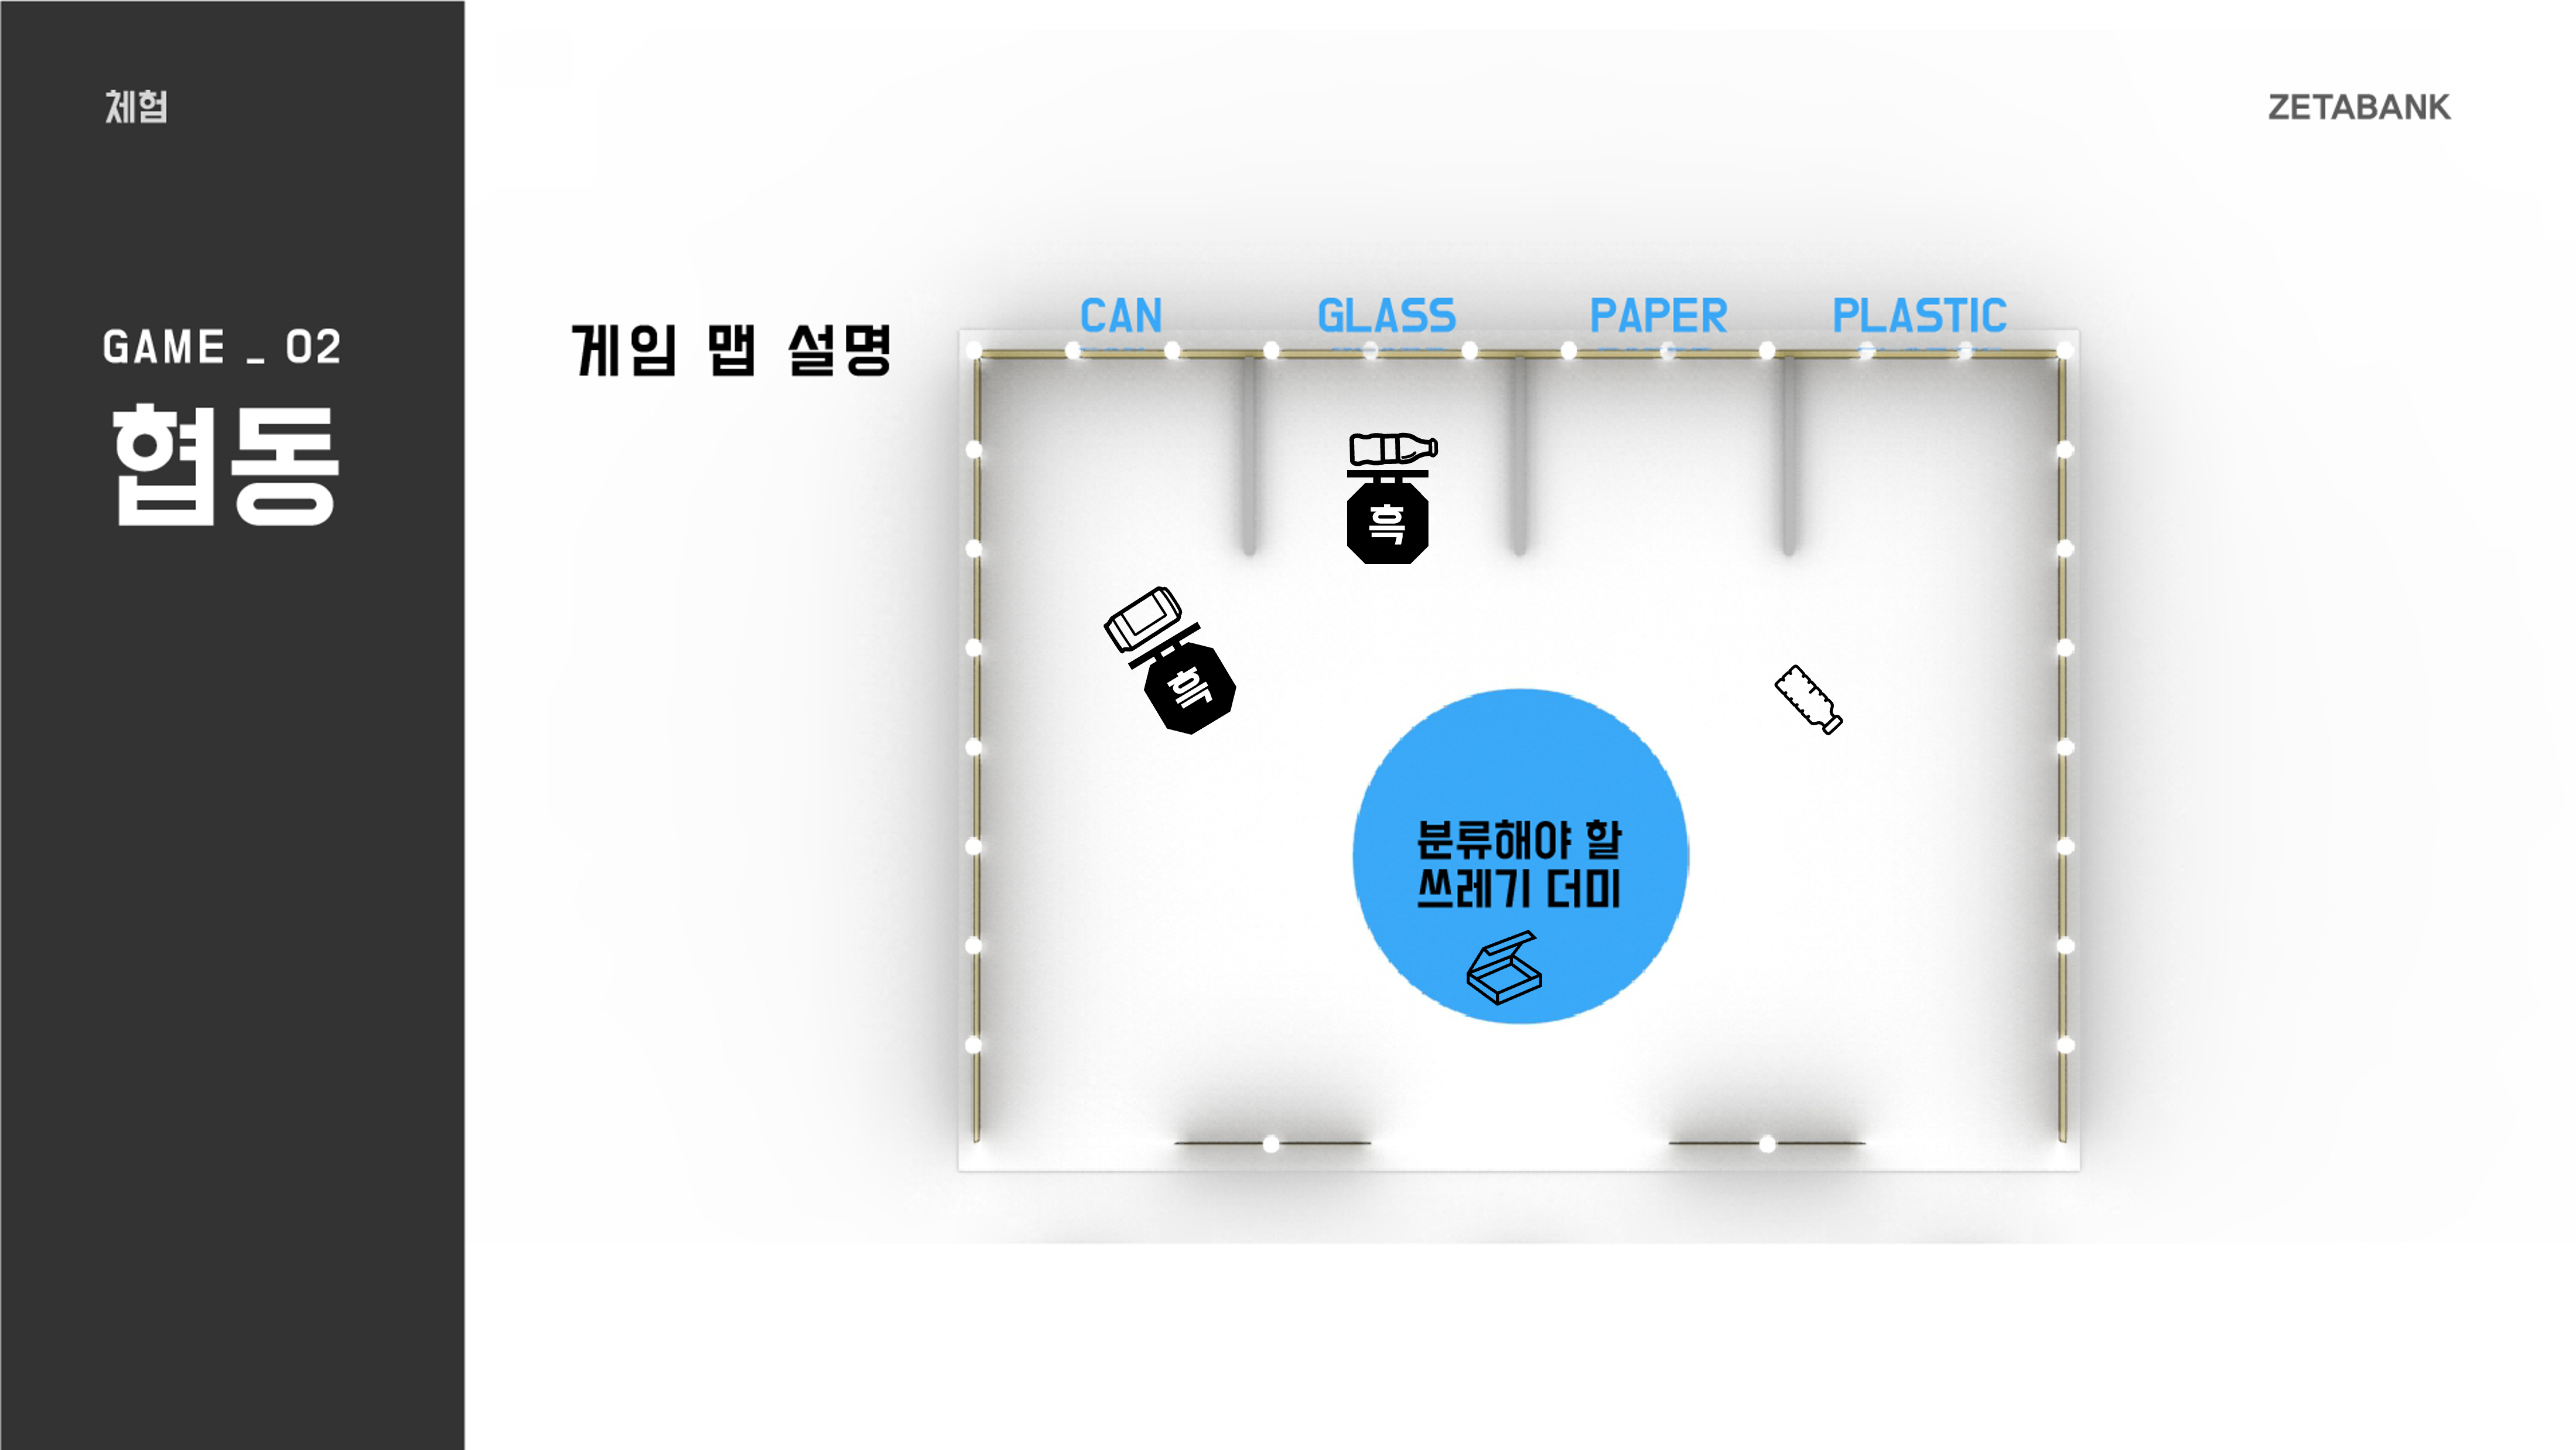 체험
ZETABANK
GAME _ 02
협동
게임 맵 설명
CAN
GLASS
PAPER
PLASTIC
흑
흑
분류해야 할
쓰레기 더미